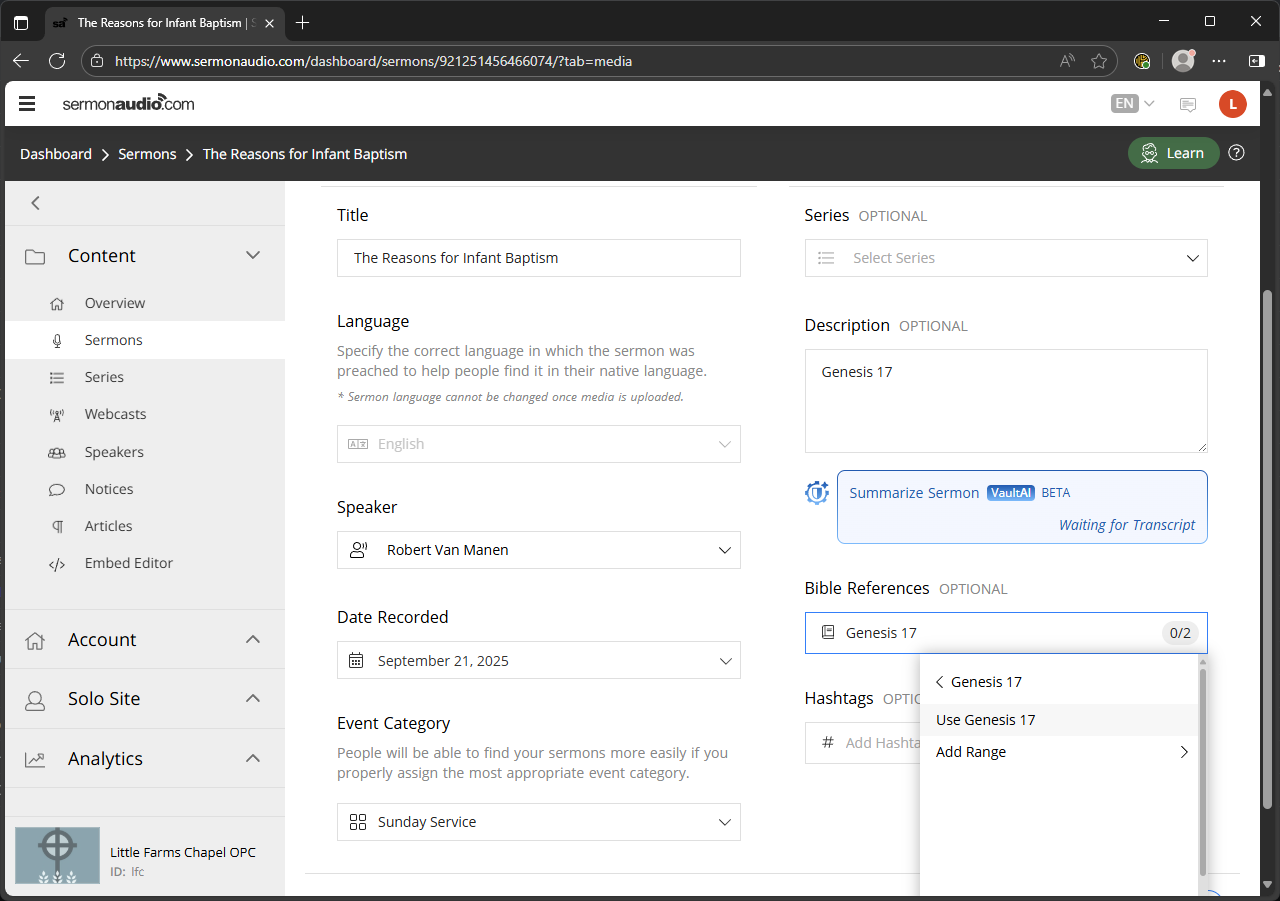 The Reasons for Infant Baptism |
https://www.sermonaudio.com/dashboard/sermons/921251456466074/?tab=media
sermonaudio.com
EN
L
Dashboard > Sermons > The Reasons for Infant Baptism
Learn
Content
Overview
Sermons
Series
Webcasts
Speakers
Notices
Articles
Embed Editor
Account
Solo Site
Analytics
Little Farms Chapel OPC
ID: lfc
Title
The Reasons for Infant Baptism
Language
Specify the correct language in which the sermon was
preached to help people find it in their native language.
* Sermon language cannot be changed once media is uploaded.
English
Speaker
Robert Van Manen
Date Recorded
September 21, 2025
Event Category
People will be able to find your sermons more easily if you
properly assign the most appropriate event category.
Sunday Service
Series OPTIONAL
Select Series
Description OPTIONAL
Genesis 17
Summarize Sermon VaultAI BETA
Waiting for Transcript
Bible References OPTIONAL
Genesis 17 0/2
Genesis 17
Use Genesis 17
Add Range
Hashtags OPTIO
# Add Hashta